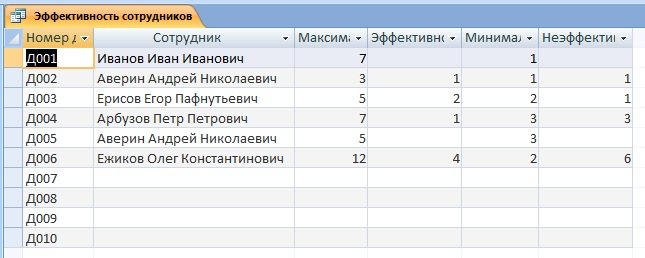 Эффективность сотрудников
Номер д Сотрудник Максима Эффективно Минимал Неэффекти
Д001 Иванов Иван Иванович 7 1
Д002 Аверин Андрей Николаевич 3 1 1 1
Д003 Ерисов Егор Пафнутьевич 5 2 2 1
Д004 Арбузов Петр Петрович 7 1 3 3
Д005 Аверин Андрей Николаевич 5 3
Д006 Ежиков Олег Константинович 12 4 2 6
Д007
Д008
Д009
Д010